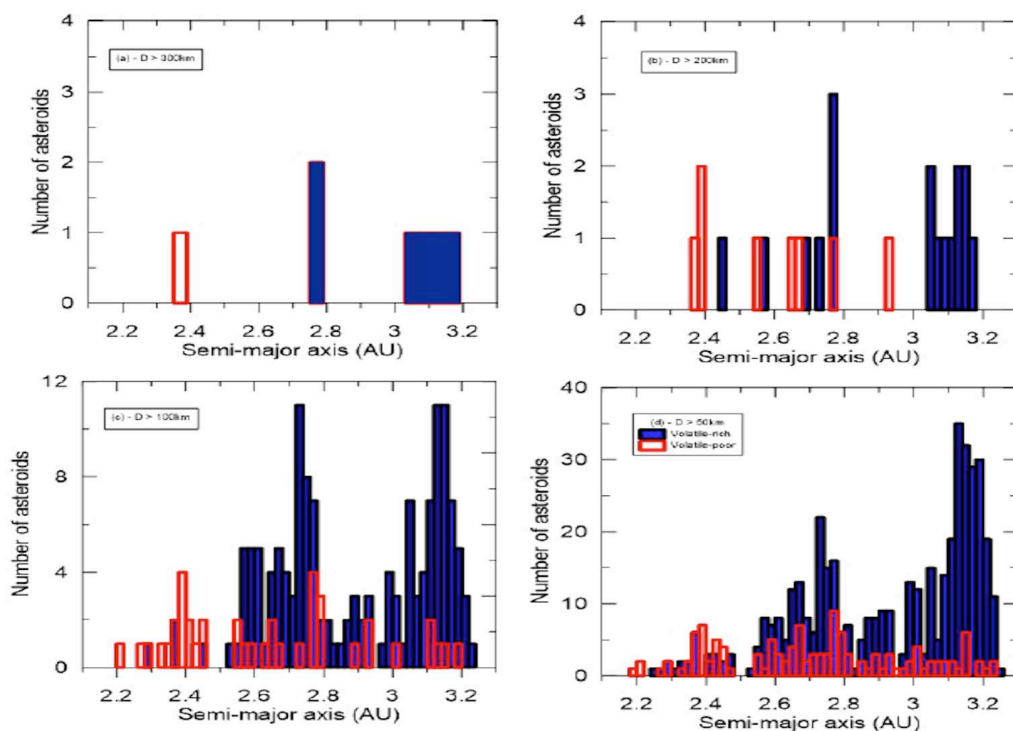 4
3
2
1
0
(a) - D > 300km
Number of asteroids
2.2 2.4 2.6 2.8 3 3.2
Semi-major axis (AU)
4
3
2
1
0
(b) - D > 200km
Number of asteroids
2.2 2.4 2.6 2.8 3 3.2
Semi-major axis (AU)
12
8
4
0
(c) - D > 100km
Number of asteroids
2.2 2.4 2.6 2.8 3 3.2
Semi-major axis (AU)
40
30
20
10
0
(d) - D > 50km
Volatile-rich
Volatile-poor
Number of asteroids
2.2 2.4 2.6 2.8 3 3.2
Semi-major axis (AU)